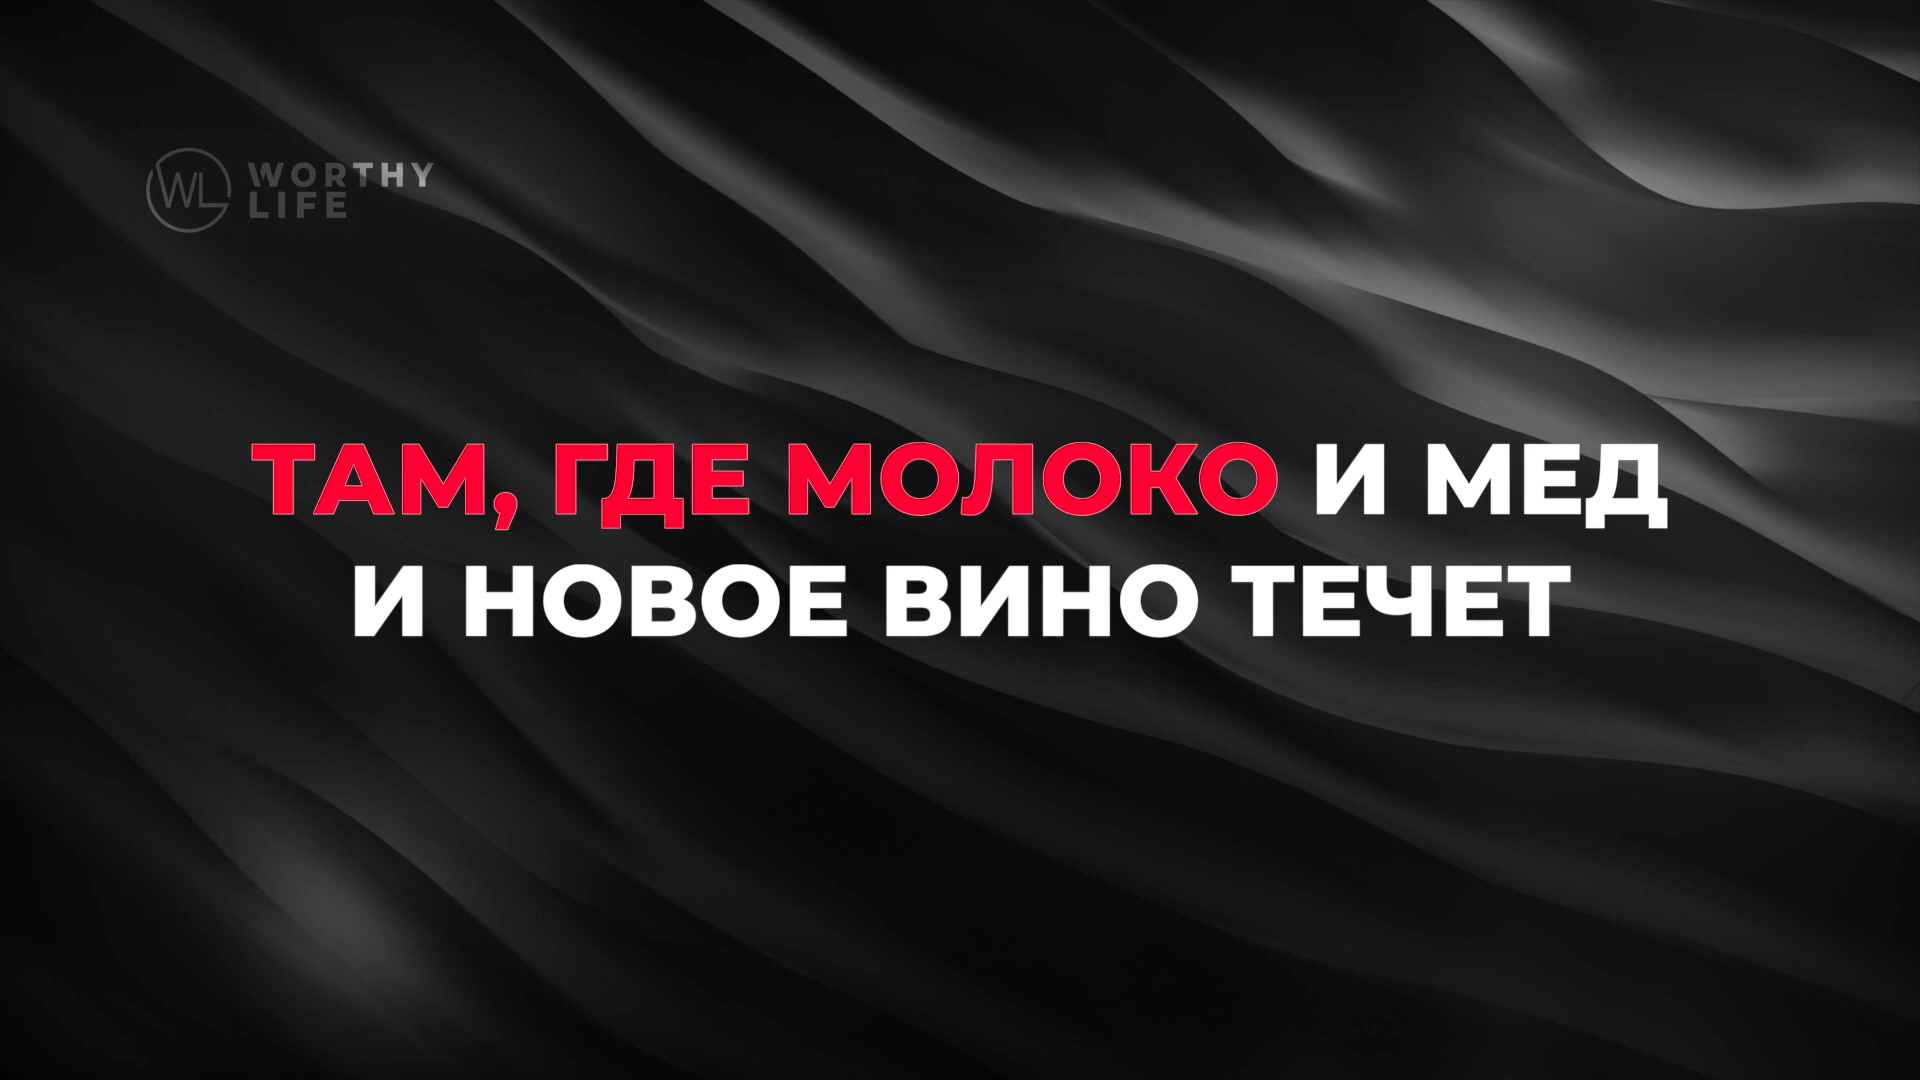 WL WORTHY
LIFE
ТАМ, ГДЕ МОЛОКО И МЕД
И НОВОЕ ВИНО ТЕЧЕТ